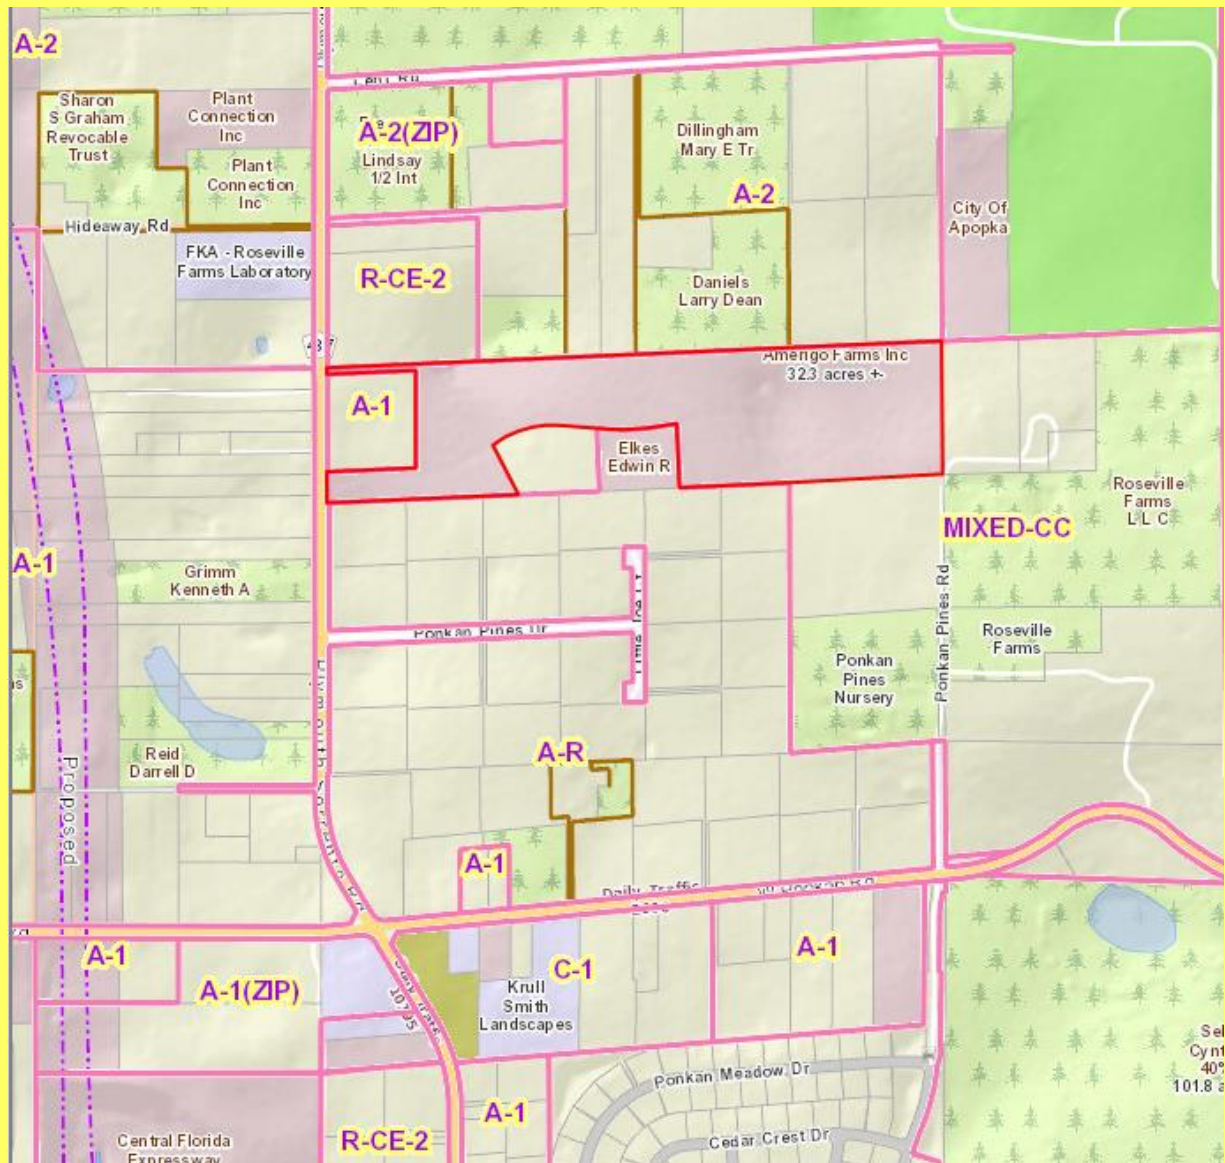 A-2
Sharon
S Graham
Revocable
Trust
Plant
Connection
Inc
Plant
Connection
Inc
Hideaway Rd
FKA - Roseville
Farms Laboratory
A-2(ZIP)
Lindsay
1/2 Int
R-CE-2
Dillingham
Mary E Tr
A-2
Daniels
Larry Dean
City Of
Apopka
Amerigo Farms Inc
32.3 acres +-
A-1
Elkes
Edwin R
Roseville
Farms
L L C
MIXED-CC
A-1
Grimm
Kenneth A
Ponkan Pines Dr
Ponkan Pines Rd
Roseville
Farms
Ponkan
Pines
Nursery
Reid
Darrell D
Proposed
A-R
A-1
Daily Traffic
W Ponkan Rd
A-1
A-1(ZIP)
C-1
Krull
Smith
Landscapes
A-1
Ponkan Meadow Dr
Cedar Crest Dr
A-1
R-CE-2
Central Florida
Expressway
101.8 a